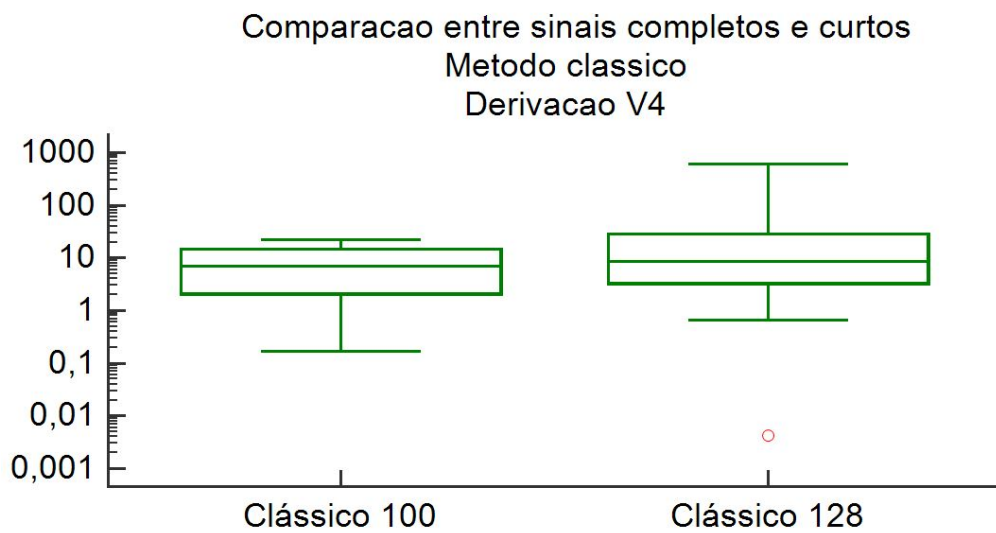 Comparacao entre sinais completos e curtos
Metodo classico
Derivacao V4
1000
100
10
1
0,1
0,01
0,001
Clássico 100
Clássico 128